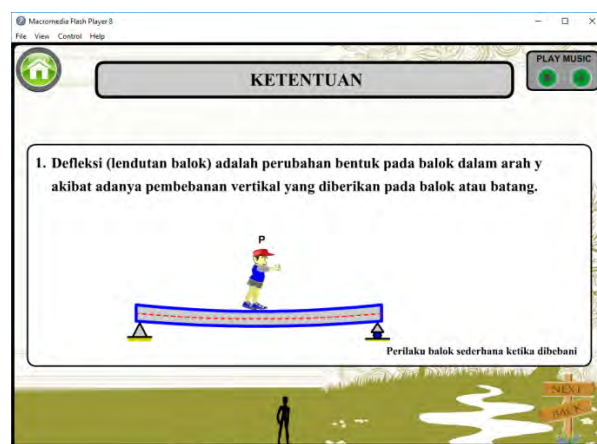 Macromedia Flash Player 8
File View Control Help
KETENTUAN
PLAY MUSIC
1. Defleksi (lendutan balok) adalah perubahan bentuk pada balok dalam arah y
akibat adanya pembebanan vertikal yang diberikan pada balok atau batang.
P
Perilaku balok sederhana ketika dibebani
NEXT
BACK